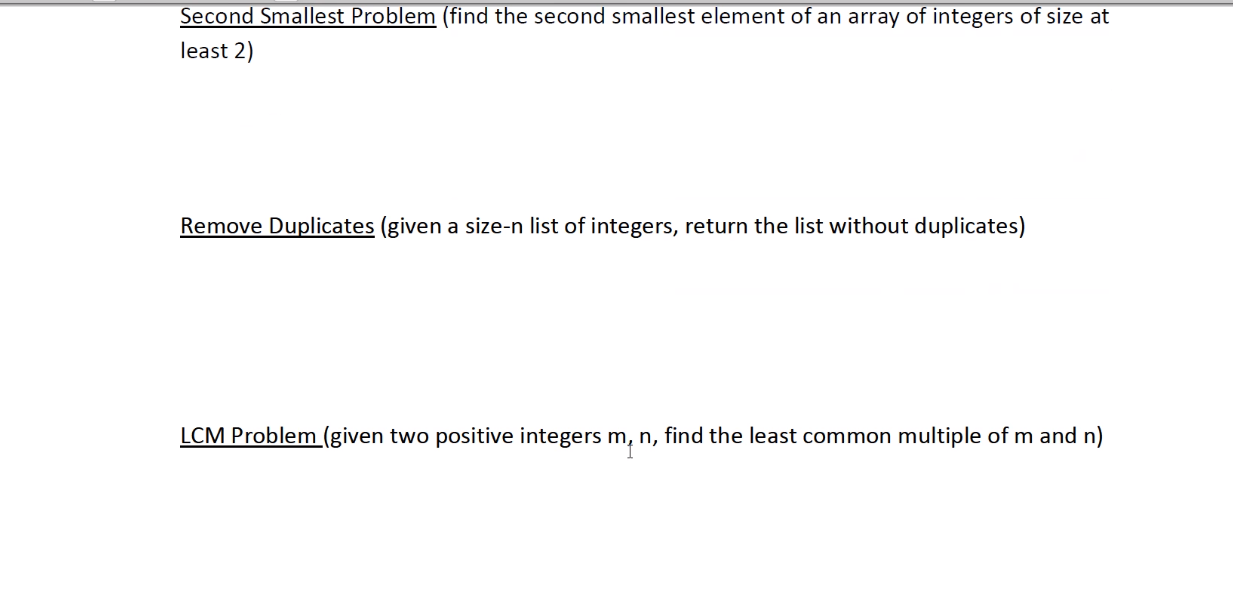 Second Smallest Problem (find the second smallest element of an array of integers of size at
least 2)
Remove Duplicates (given a size-n list of integers, return the list without duplicates)
LCM Problem (given two positive integers m, n, find the least common multiple of m and n)